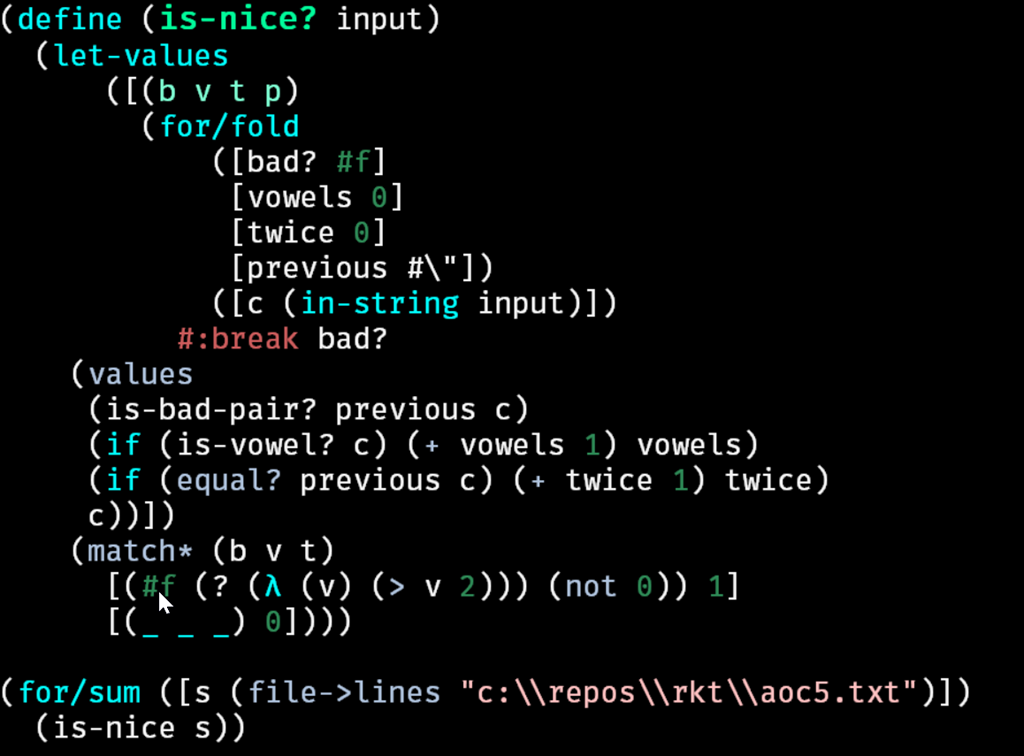 (define (is-nice? input)
  (let-values
      ([(b v t p)
        (for/fold
            ([bad? #f]
             [vowels 0]
             [twice 0]
             [previous #\"])
            ([c (in-string input)])
          #:break bad?
    (values
     (is-bad-pair? previous c)
     (if (is-vowel? c) (+ vowels 1) vowels)
     (if (equal? previous c) (+ twice 1) twice)
     c))])
    (match* (b v t)
      [(#f (? (λ (v) (> v 2))) (not 0)) 1]
      [(_ _ _) 0])))

(for/sum ([s (file->lines "c:\\repos\\rkt\\aoc5.txt")])
  (is-nice s))